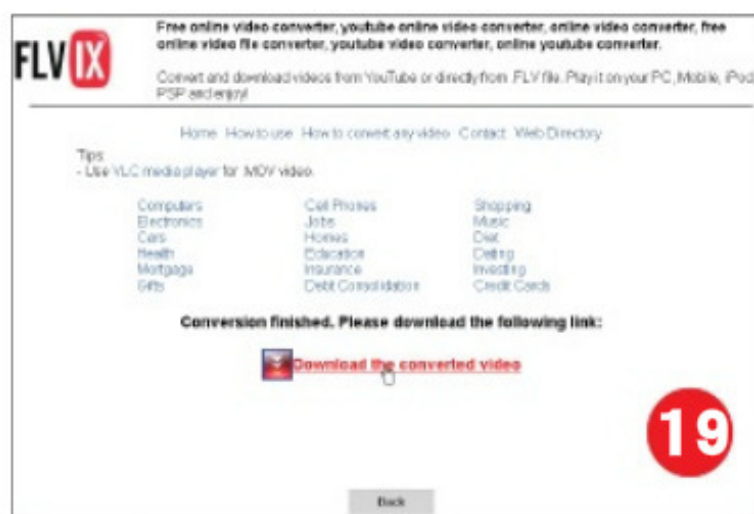 FLVIX
Free online video converter, youtube online video converter, online video converter, free
online video file converter, youtube video converter, online youtube converter.
Convert and download videos from YouTube or directly from .FLV file. Play it on your PC, Mobile, iPod,
PSP and enjoy!
Home How to use How to convert any video Contact Web Directory
Tips:
- Use VLC media player for .MOV video.
Computers Cell Phones Shopping
Electronics Jobs Music
Cars Homes Diet
Health Education Dating
Mortgage Insurance Investing
Gifts Debt Consolidation Credit Cards
Conversion finished. Please download the following link:
Download the converted video
19
Back